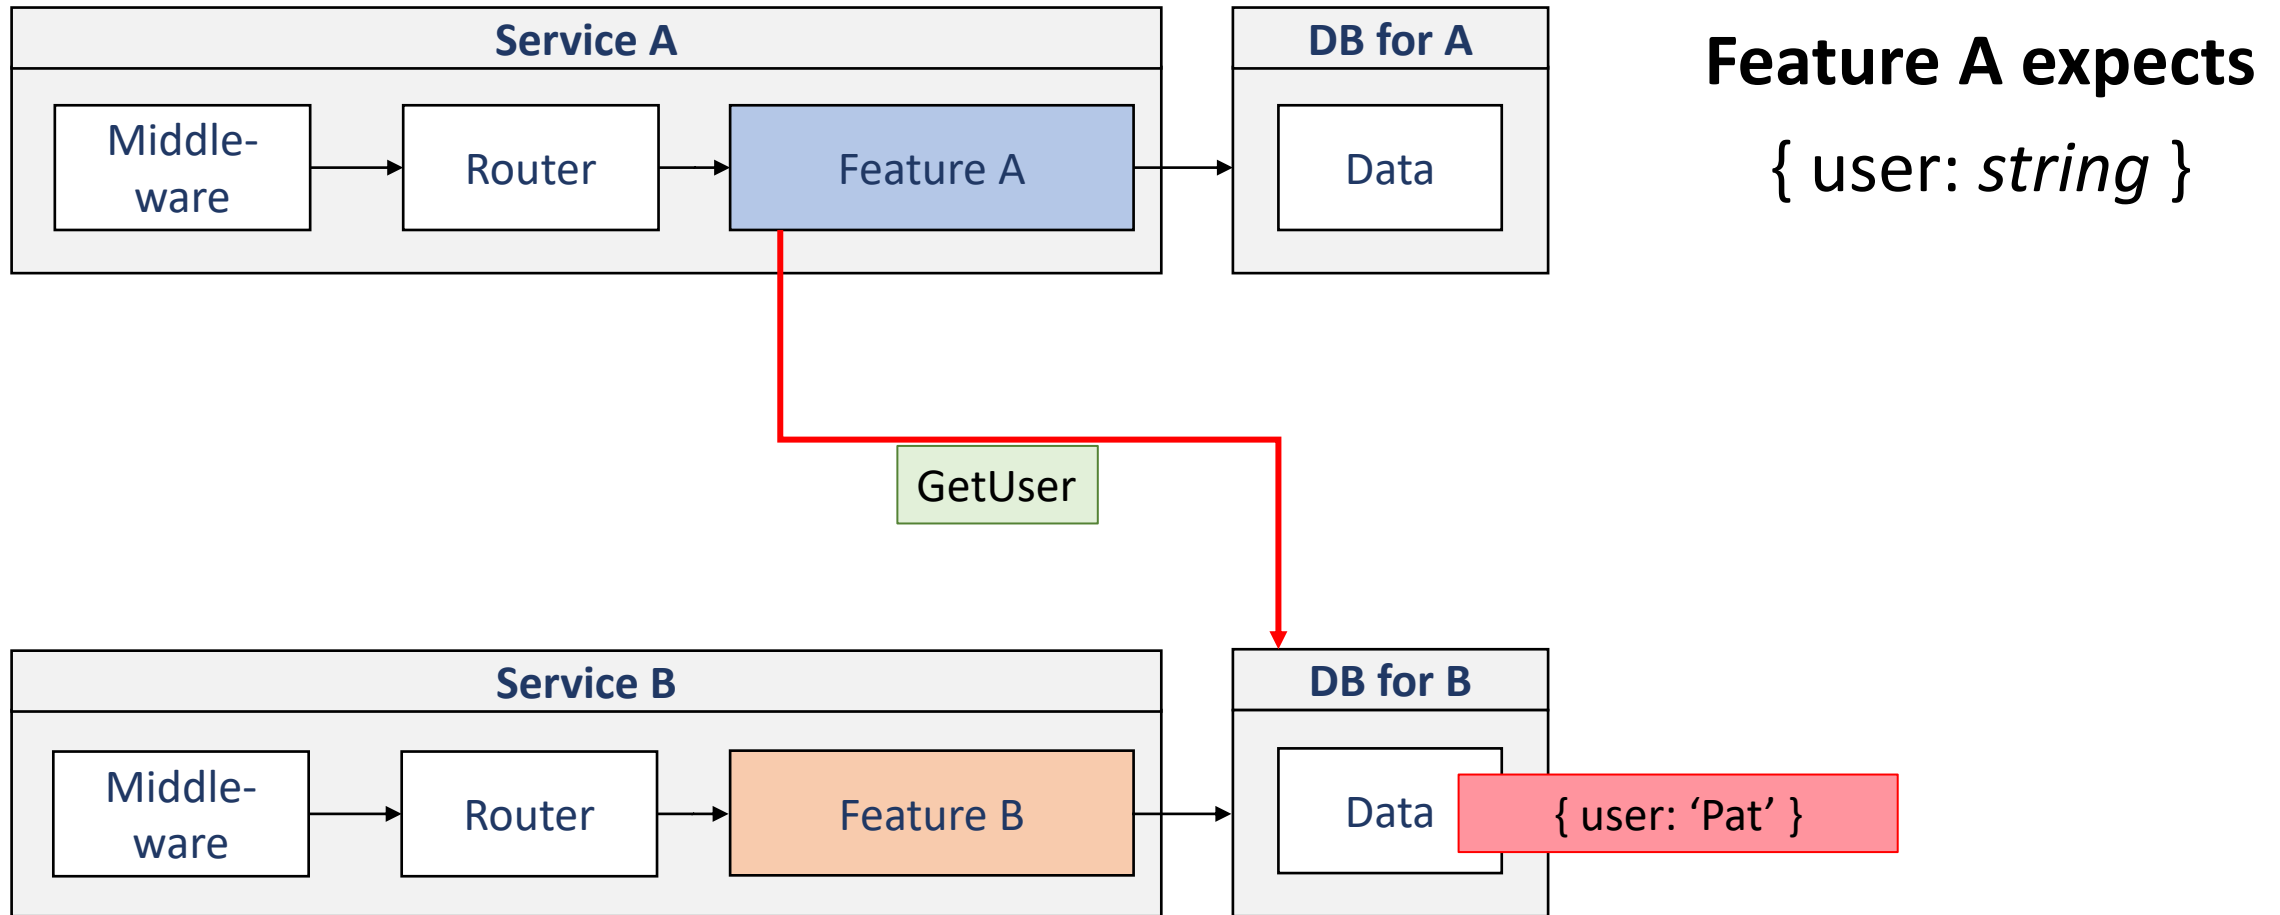 Service A
DB for A
Feature A expects
{ user: string }
Middle-
ware
Router
Feature A
Data
GetUser
Service B
DB for B
Middle-
ware
Router
Feature B
Data
{ user: ‘Pat’ }